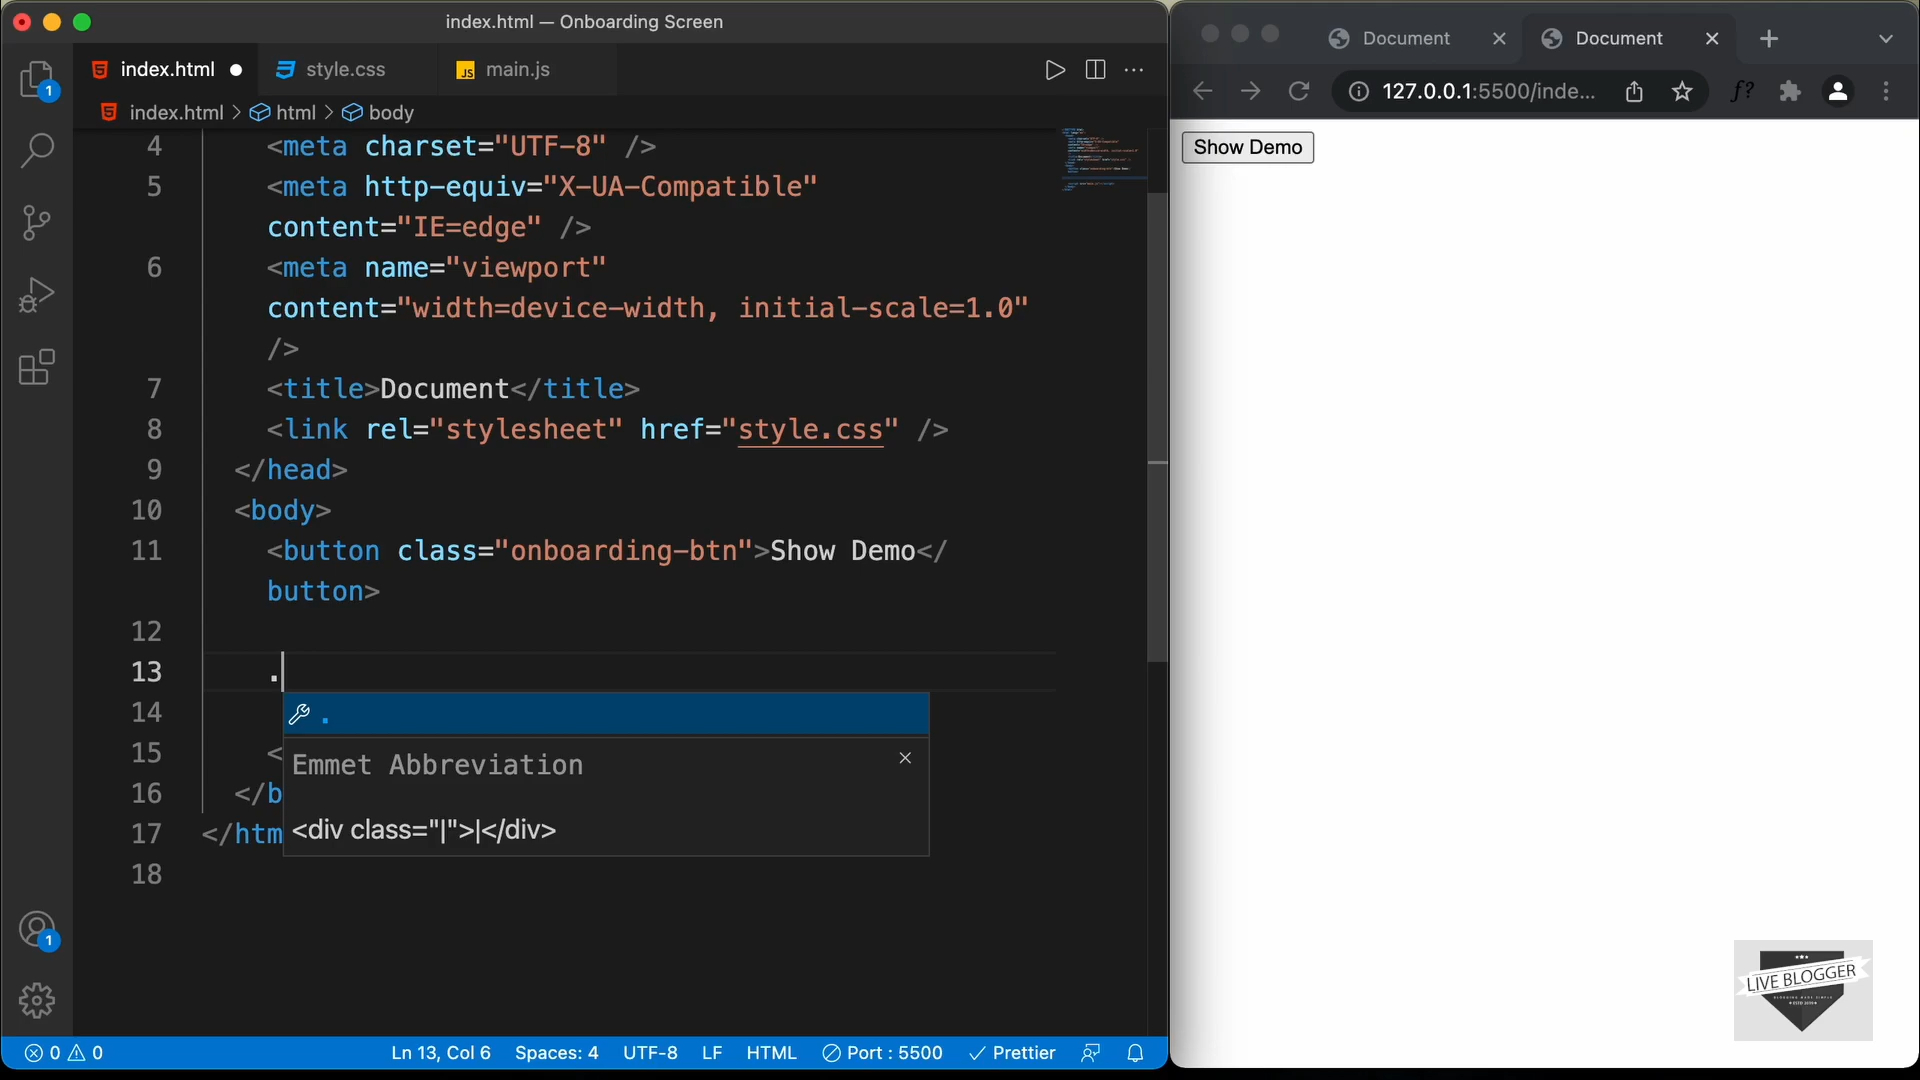 index.html — Onboarding Screen
index.html
style.css
JS main.js
index.html > html > body
4 <meta charset="UTF-8" />
5 <meta http-equiv="X-UA-Compatible"
content="IE=edge" />
6 <meta name="viewport"
content="width=device-width, initial-scale=1.0"
/>
7 <title>Document</title>
8 <link rel="stylesheet" href="style.css" />
9 </head>
10 <body>
11 <button class="onboarding-btn">Show Demo</
button>
12
13 .
14
15 <
16 </b
17 </htm
18
.
Emmet Abbreviation
<div class="|">|</div>
1
1
0 0
Ln 13, Col 6
Spaces: 4
UTF-8
LF
HTML
Port : 5500
Prettier
Document
Document
127.0.0.1:5500/inde...
f?
Show Demo
LIVE BLOGGER